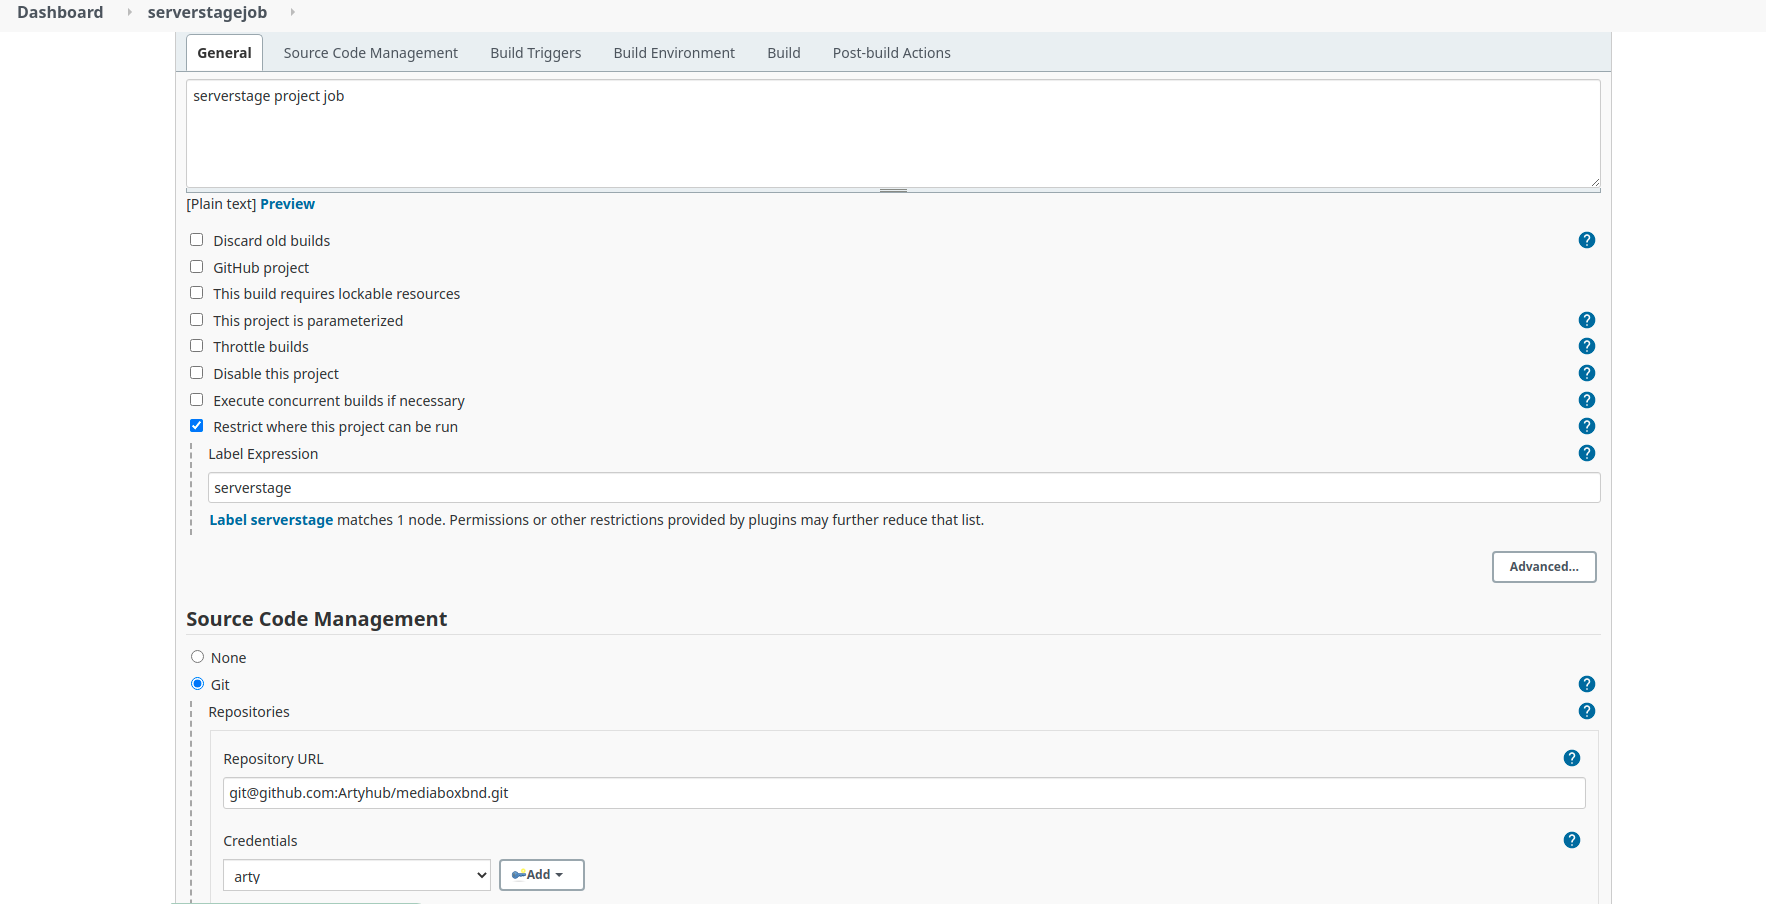 Dashboard serverstagejob
General Source Code Management Build Triggers Build Environment Build Post-build Actions
serverstage project job
[Plain text] Preview
Discard old builds ?
GitHub project
This build requires lockable resources
This project is parameterized ?
Throttle builds ?
Disable this project ?
Execute concurrent builds if necessary ?
Restrict where this project can be run ?
Label Expression ?
serverstage
Label serverstage matches 1 node. Permissions or other restrictions provided by plugins may further reduce that list.
Advanced...
Source Code Management
None
Git ?
Repositories ?
Repository URL ?
git@github.com:Artyhub/mediaboxbnd.git
Credentials ?
arty Add